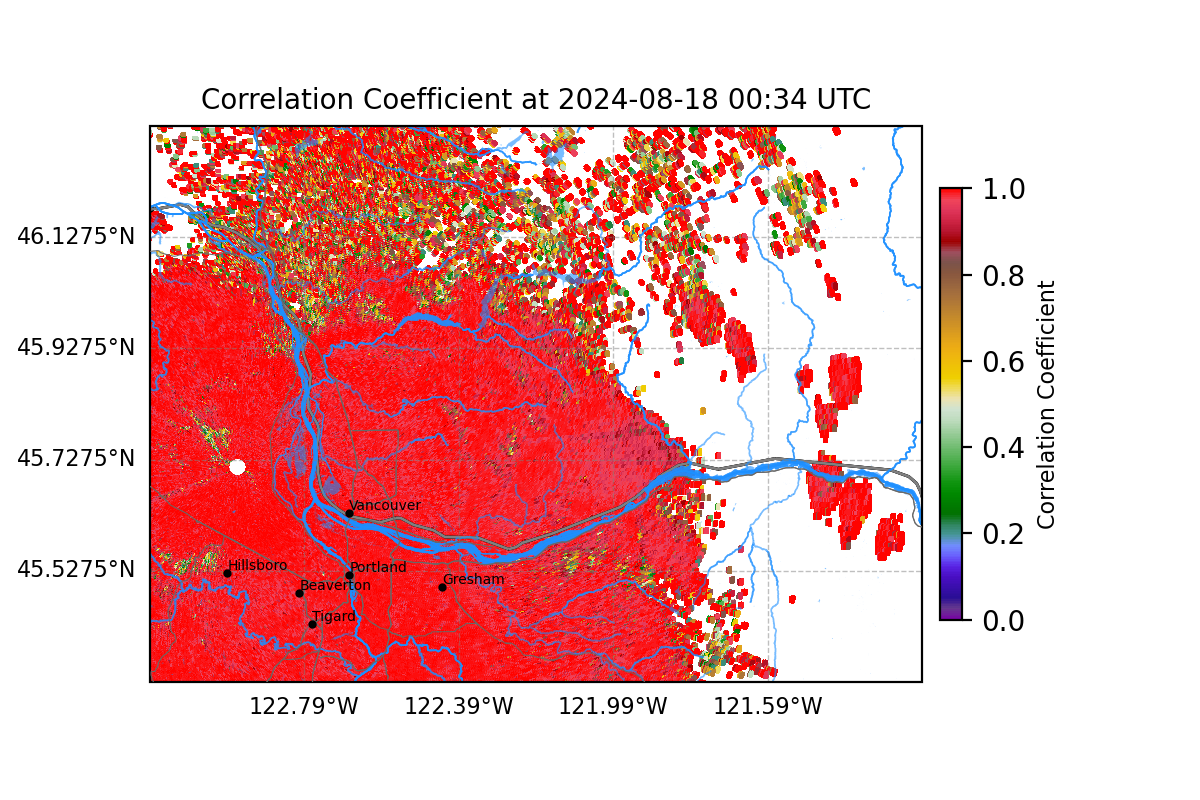 Correlation Coefficient at 2024-08-18 00:34 UTC
46.1275°N
45.9275°N
45.7275°N
45.5275°N
Vancouver
Hillsboro
Portland
Beaverton
Gresham
Tigard
122.79°W
122.39°W
121.99°W
121.59°W
1.0
0.8
0.6
0.4
0.2
0.0
Correlation Coefficient